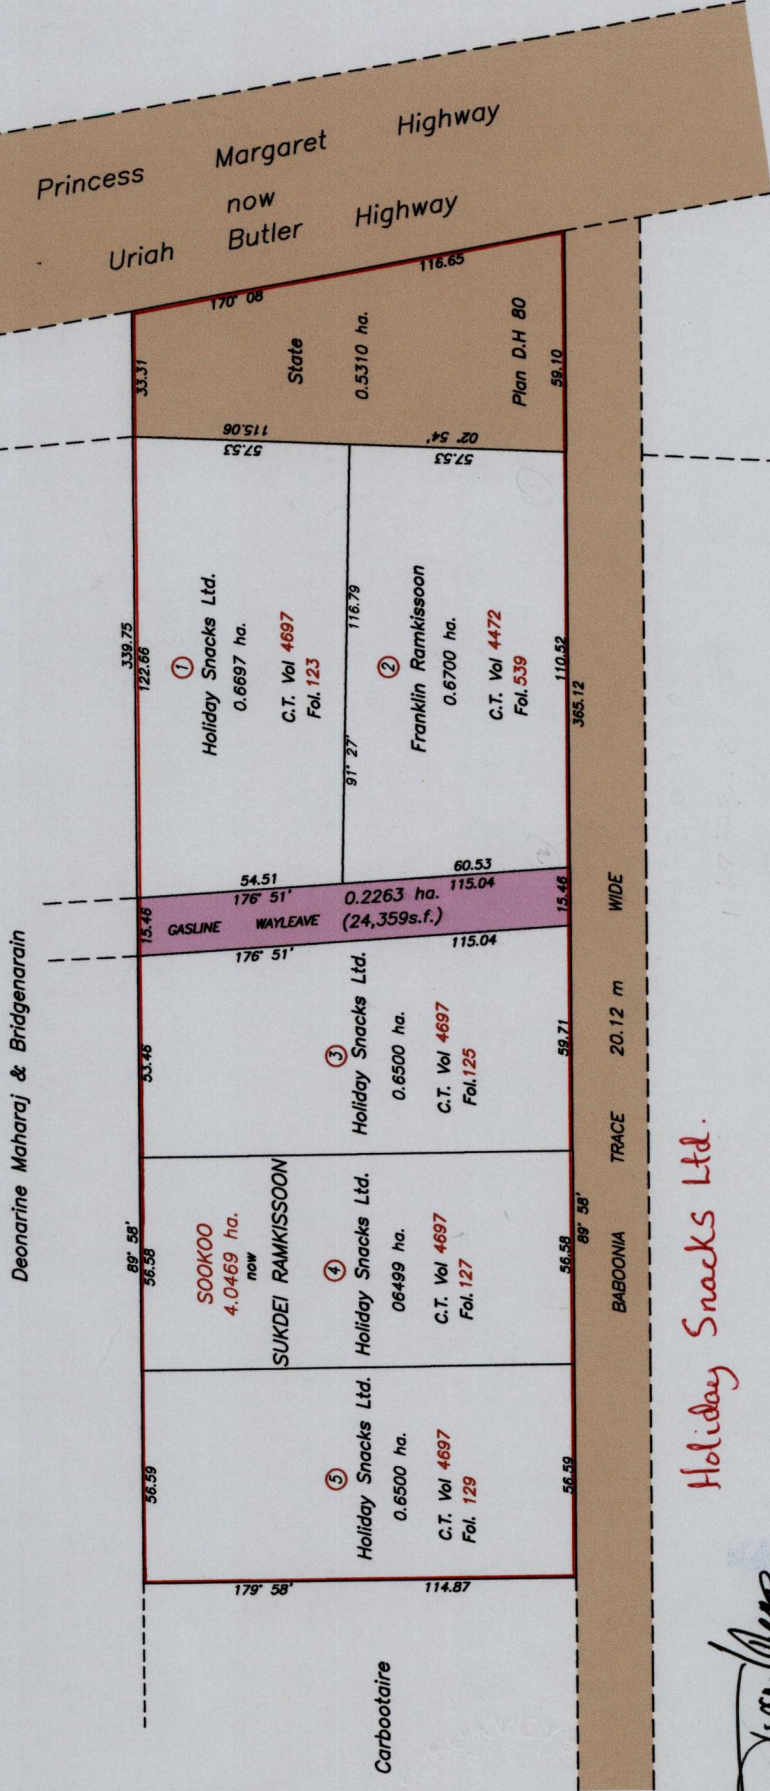 Princess Margaret Highway
now
Uriah Butler Highway
170° 08
116.65
33.31
State
0.5310 ha.
Plan D.H 80
59.10
115.06
02° 54'
57.53
57.53
339.75
122.66
1
Holiday Snacks Ltd.
0.6697 ha.
C.T. Vol 4697
Fol. 123
116.79
91° 27'
2
Franklin Ramkissoon
0.6700 ha.
C.T. Vol 4472
Fol. 539
110.52
365.12
54.51
60.53
176° 51'
115.04
15.46
GASLINE WAYLEAVE
0.2263 ha.
(24,359s.f.)
15.46
176° 51'
115.04
Deonarine Maharaj & Bridgenarain
53.46
3
Holiday Snacks Ltd.
0.6500 ha.
C.T. Vol 4697
Fol. 125
59.71
89° 58'
56.58
SOOKOO
4.0469 ha.
now
SUKDEI RAMKISSOON
4
Holiday Snacks Ltd.
06499 ha.
C.T. Vol 4697
Fol. 127
56.58
89° 58'
56.59
5
Holiday Snacks Ltd.
0.6500 ha.
C.T. Vol 4697
Fol. 129
56.59
179° 58'
114.87
Carbootaire
BABOONIA TRACE 20.12 m WIDE
Holiday Snacks Ltd.